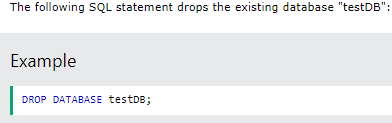 The following SQL statement drops the existing database "testDB":
Example
DROP DATABASE testDB;